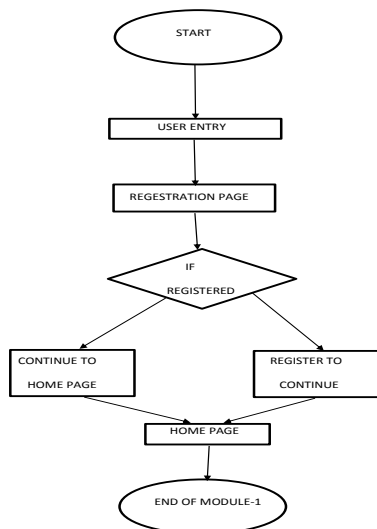 START
USER ENTRY
REGESTRATION PAGE
IF
REGISTERED
CONTINUE TO
HOME PAGE
REGISTER TO
CONTINUE
HOME PAGE
END OF MODULE-1